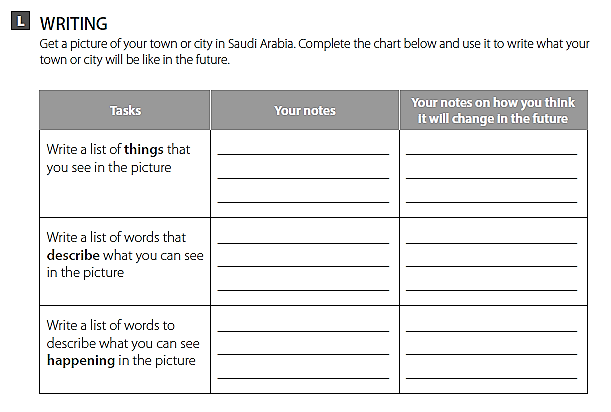 L WRITING
Get a picture of your town or city in Saudi Arabia. Complete the chart below and use it to write what your
town or city will be like in the future.
Tasks
Your notes
Your notes on how you think
it will change in the future
Write a list of things that
you see in the picture
Write a list of words that
describe what you can see
in the picture
Write a list of words to
describe what you can see
happening in the picture